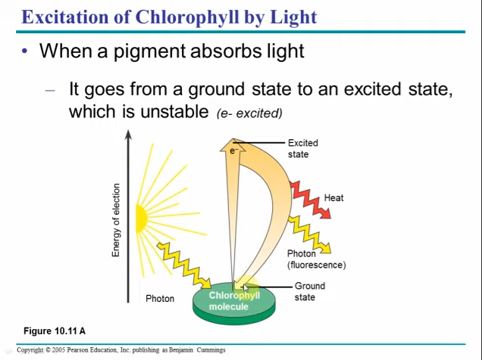 Excitation of Chlorophyll by Light
• When a pigment absorbs light
– It goes from a ground state to an excited state,
which is unstable (e- excited)
Energy of election
e–
Excited
state
Heat
Photon
(fluorescence)
Ground
state
Photon
Chlorophyll
molecule
Figure 10.11 A
Copyright © 2005 Pearson Education, Inc. publishing as Benjamin Cummings